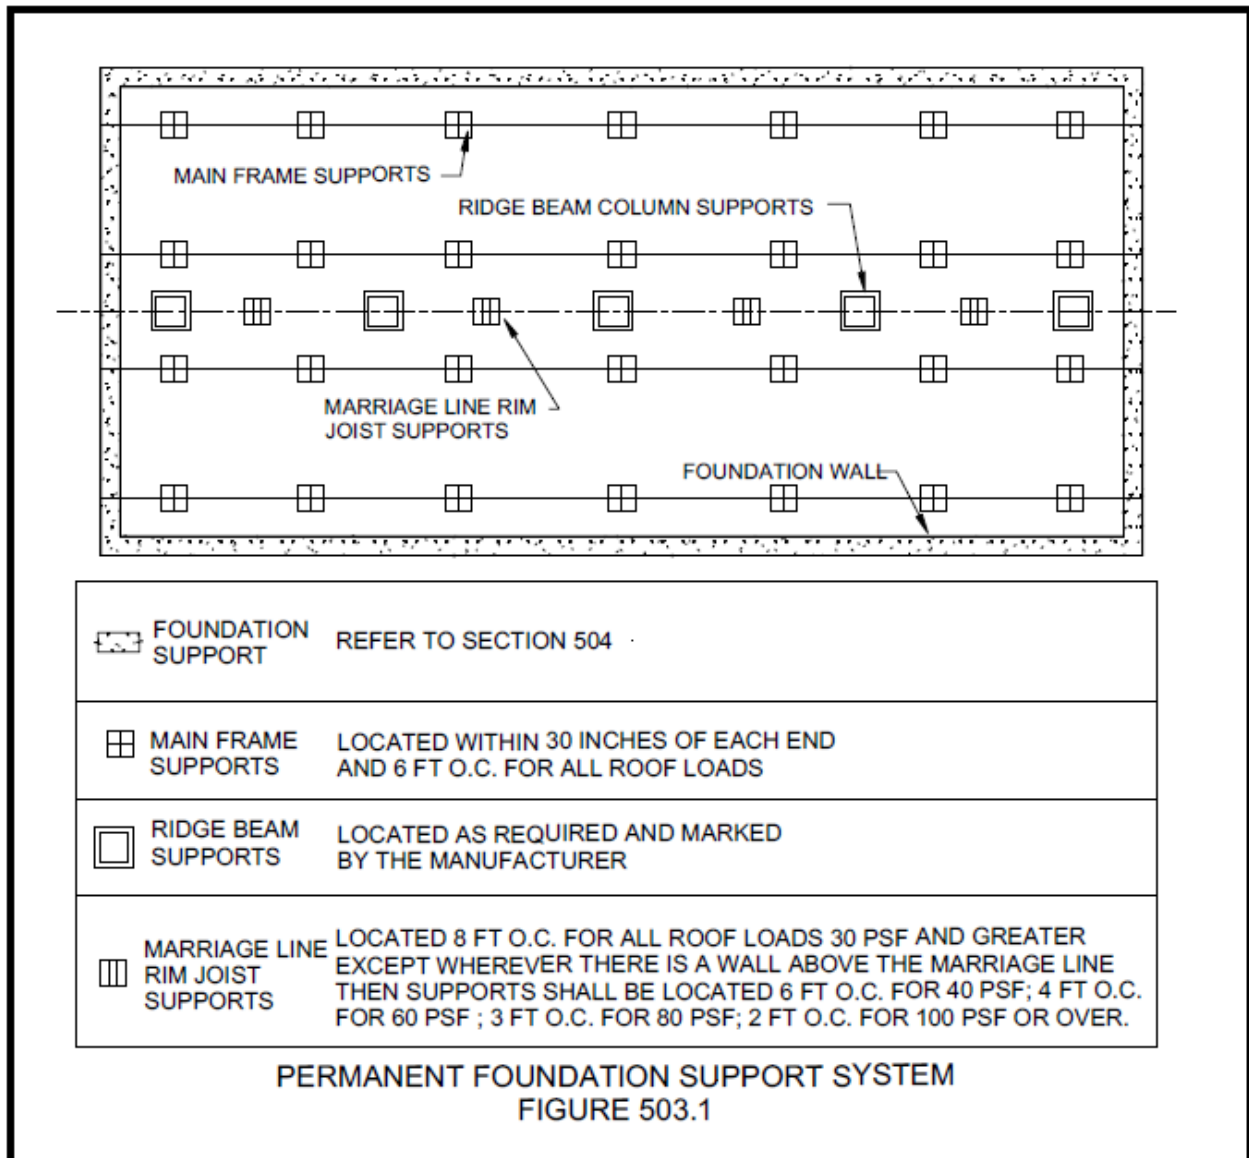 MAIN FRAME SUPPORTS
RIDGE BEAM COLUMN SUPPORTS
MARRIAGE LINE RIM
JOIST SUPPORTS
FOUNDATION WALL
FOUNDATION
SUPPORT
REFER TO SECTION 504
MAIN FRAME
SUPPORTS
LOCATED WITHIN 30 INCHES OF EACH END
AND 6 FT O.C. FOR ALL ROOF LOADS
RIDGE BEAM
SUPPORTS
LOCATED AS REQUIRED AND MARKED
BY THE MANUFACTURER
MARRIAGE LINE
RIM JOIST
SUPPORTS
LOCATED 8 FT O.C. FOR ALL ROOF LOADS 30 PSF AND GREATER
EXCEPT WHEREVER THERE IS A WALL ABOVE THE MARRIAGE LINE
THEN SUPPORTS SHALL BE LOCATED 6 FT O.C. FOR 40 PSF; 4 FT O.C.
FOR 60 PSF ; 3 FT O.C. FOR 80 PSF; 2 FT O.C. FOR 100 PSF OR OVER.
PERMANENT FOUNDATION SUPPORT SYSTEM
FIGURE 503.1